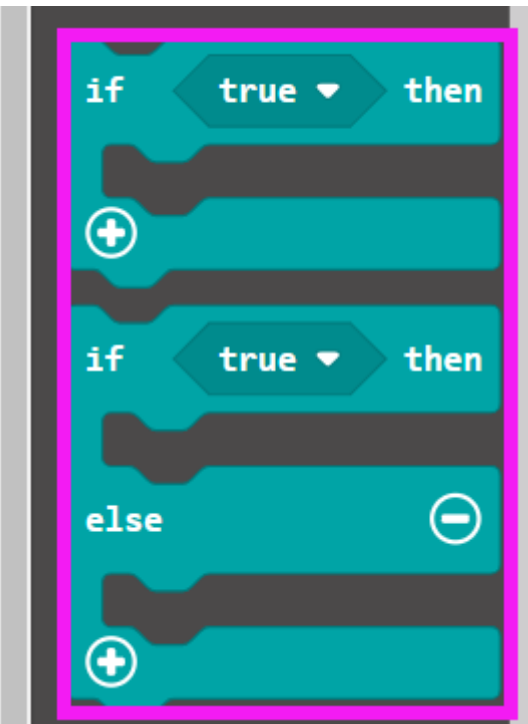 if true then
if true then
else